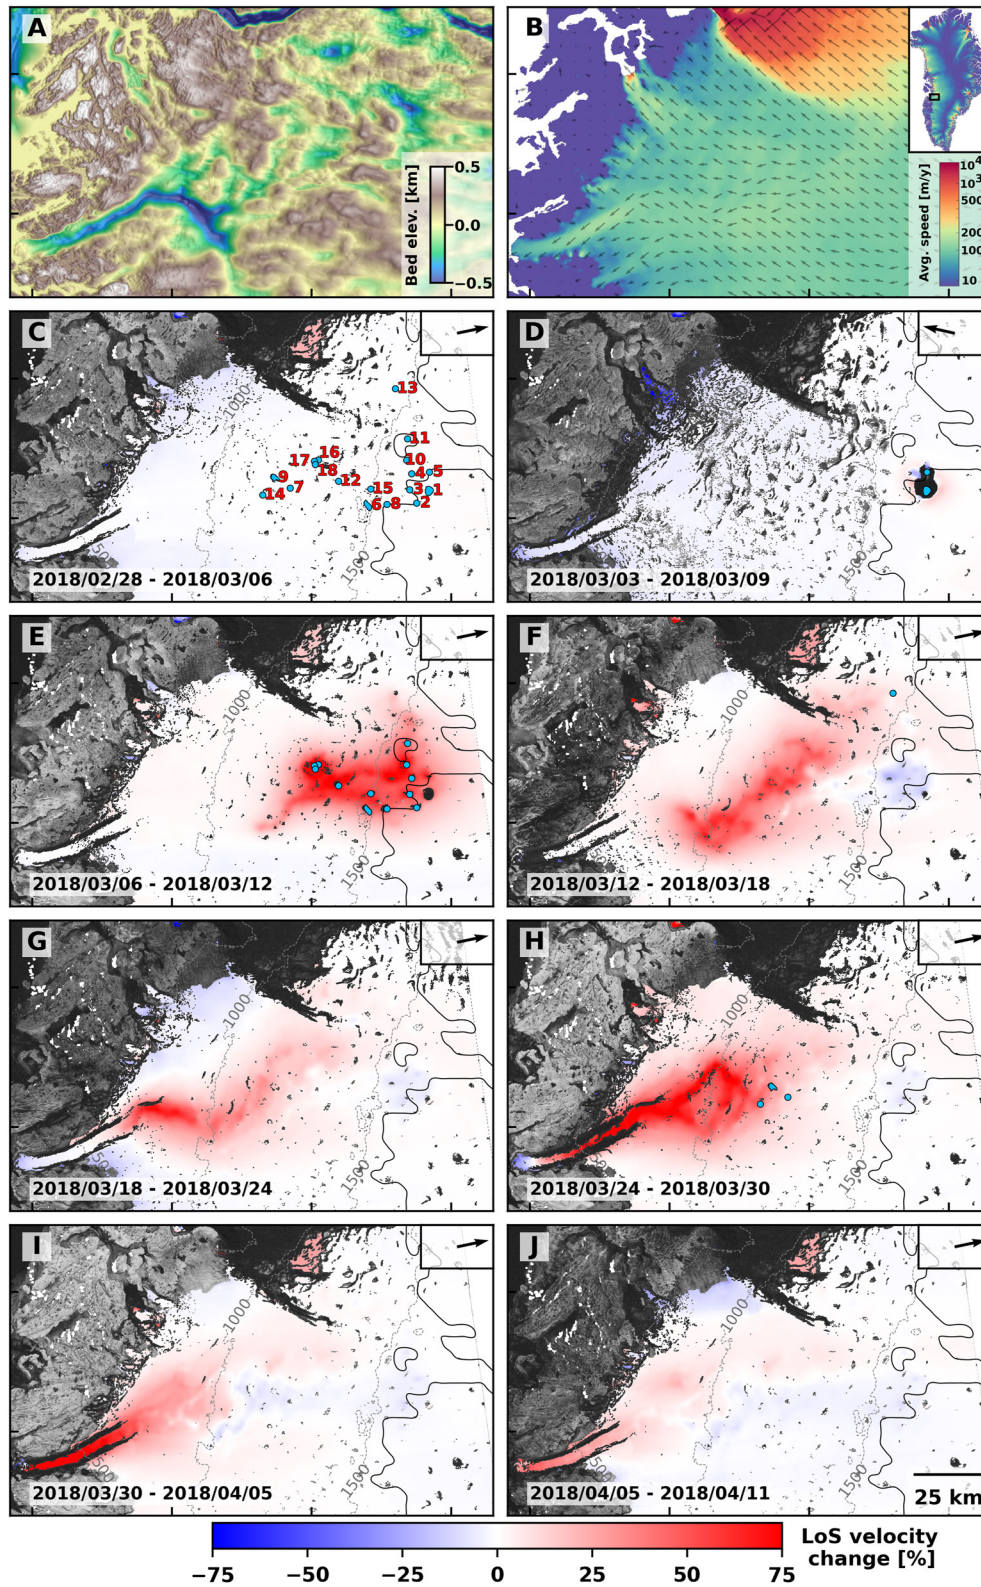 A
Bed elev. [km]
0.5
0.0
−0.5
B
Avg. speed [m/y]
10⁴
10³
500
200
100
10
C
1000
13
11
10
17
16
18
9
7
14
12
15
6
8
4
5
3
1
2
1500
500
2018/02/28 - 2018/03/06
D
2018/03/03 - 2018/03/09
1500
E
1000
1500
2018/03/06 - 2018/03/12
F
1000
1500
2018/03/12 - 2018/03/18
G
1000
1500
500
2018/03/18 - 2018/03/24
H
1000
1500
500
2018/03/24 - 2018/03/30
I
1000
1500
500
2018/03/30 - 2018/04/05
J
1000
1500
500
2018/04/05 - 2018/04/11
25 km
−75 −50 −25 0 25 50 75
LoS velocity
change [%]